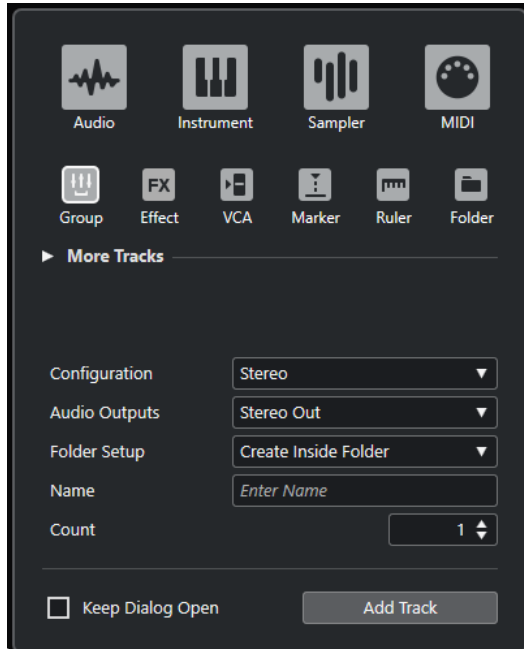 Audio Instrument Sampler MIDI
FX
Group Effect VCA Marker Ruler Folder
More Tracks
Configuration Stereo
Audio Outputs Stereo Out
Folder Setup Create Inside Folder
Name Enter Name
Count 1
Keep Dialog Open Add Track